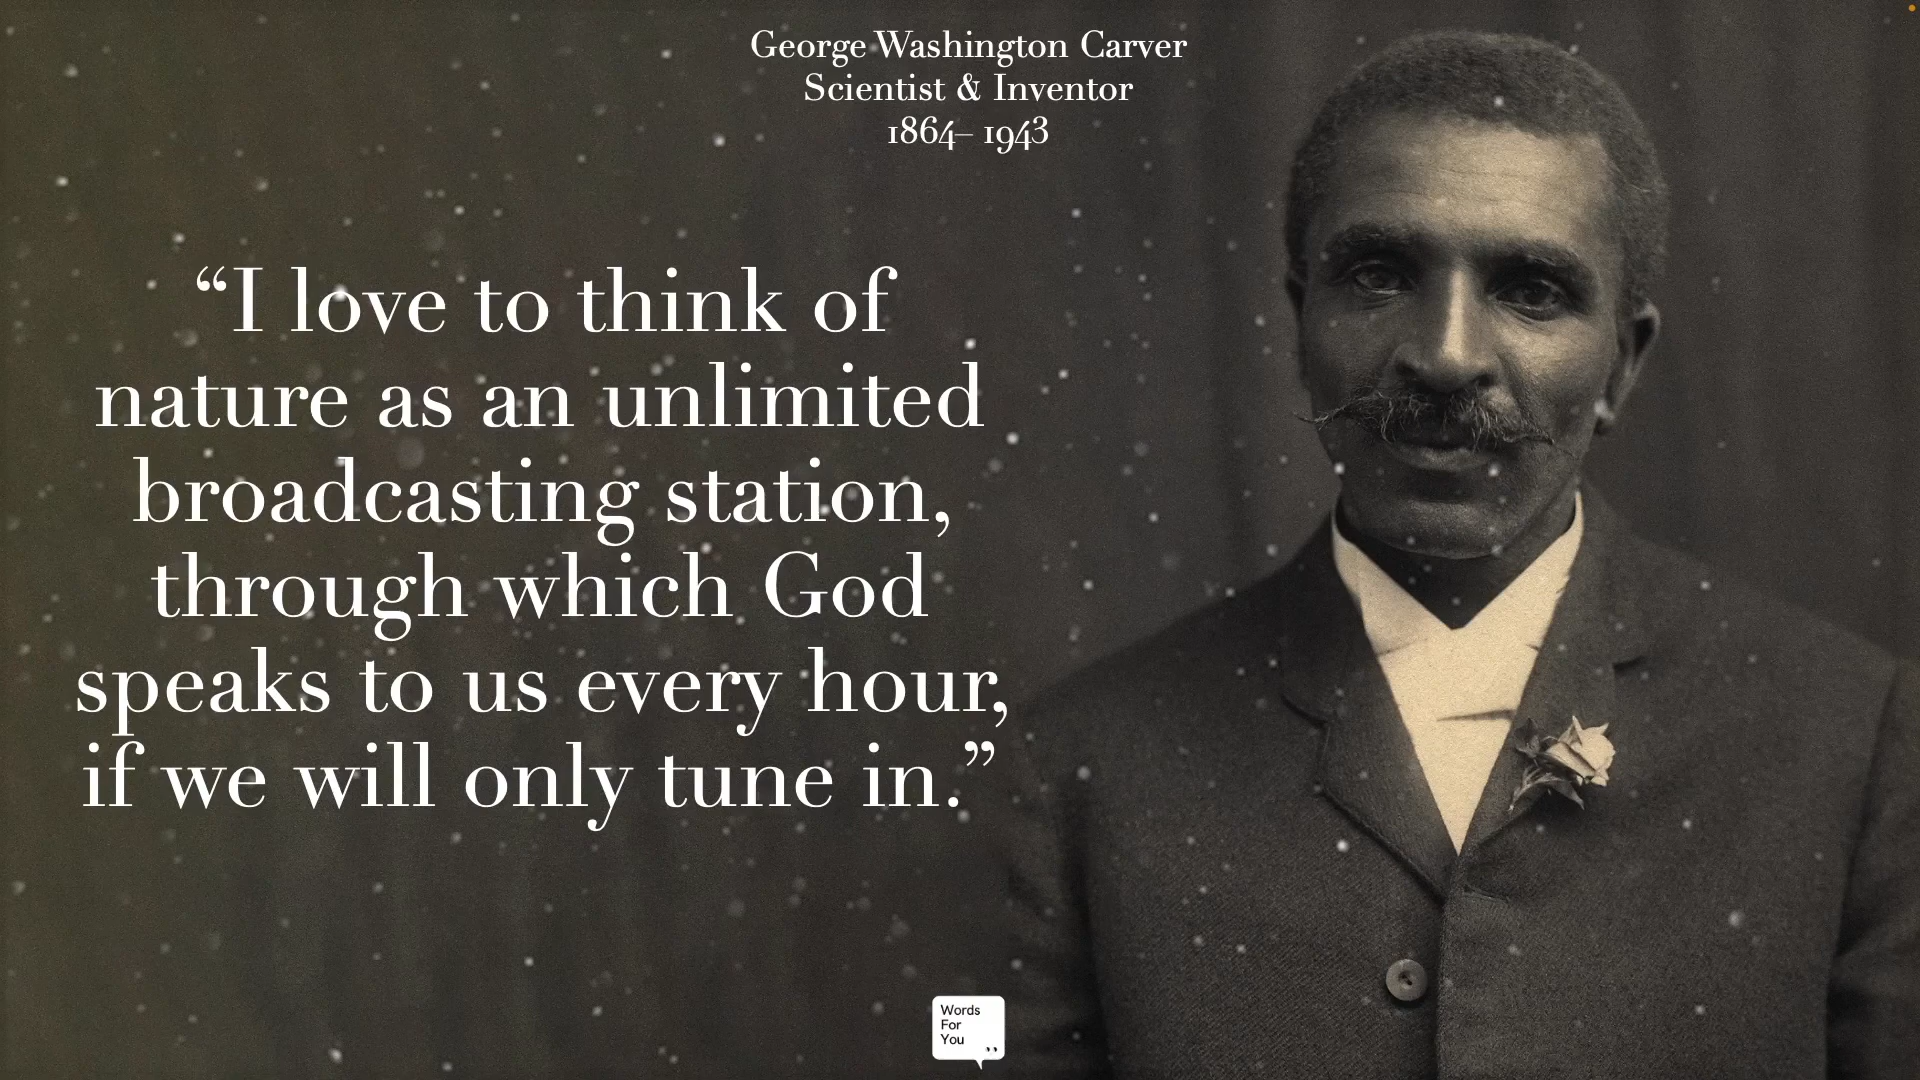 George Washington Carver
Scientist & Inventor
1864– 1943
“I love to think of
nature as an unlimited
broadcasting station,
through which God
speaks to us every hour,
if we will only tune in.”
Words
For
You